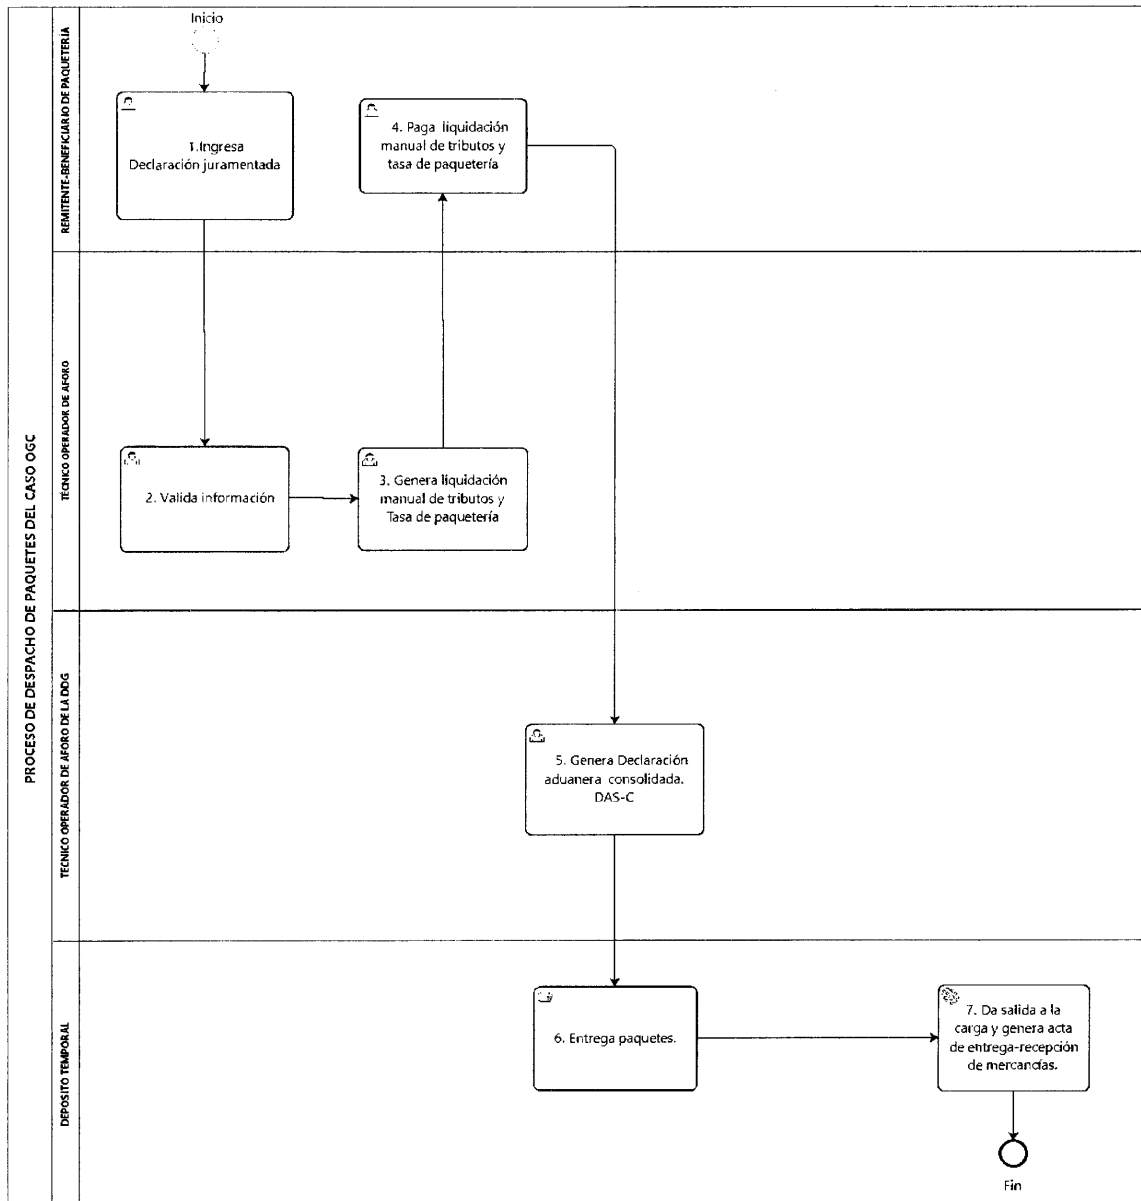 PROCESO DE DESPACHO DE PAQUETES DEL CASO OGC
REMITENTE-BENEFICIARIO DE PAQUETERÍA
Inicio
1.Ingresa
Declaración juramentada
4. Paga liquidación
manual de tributos y
tasa de paquetería
TÉCNICO OPERADOR DE AFORO
2. Valida información
3. Genera liquidación
manual de tributos y
Tasa de paquetería
TECNICO OPERADOR DE AFORO DE LA DDG
5. Genera Declaración
aduanera consolidada.
DAS-C
DEPOSITO TEMPORAL
6. Entrega paquetes.
7. Da salida a la
carga y genera acta
de entrega-recepción
de mercancías.
Fin